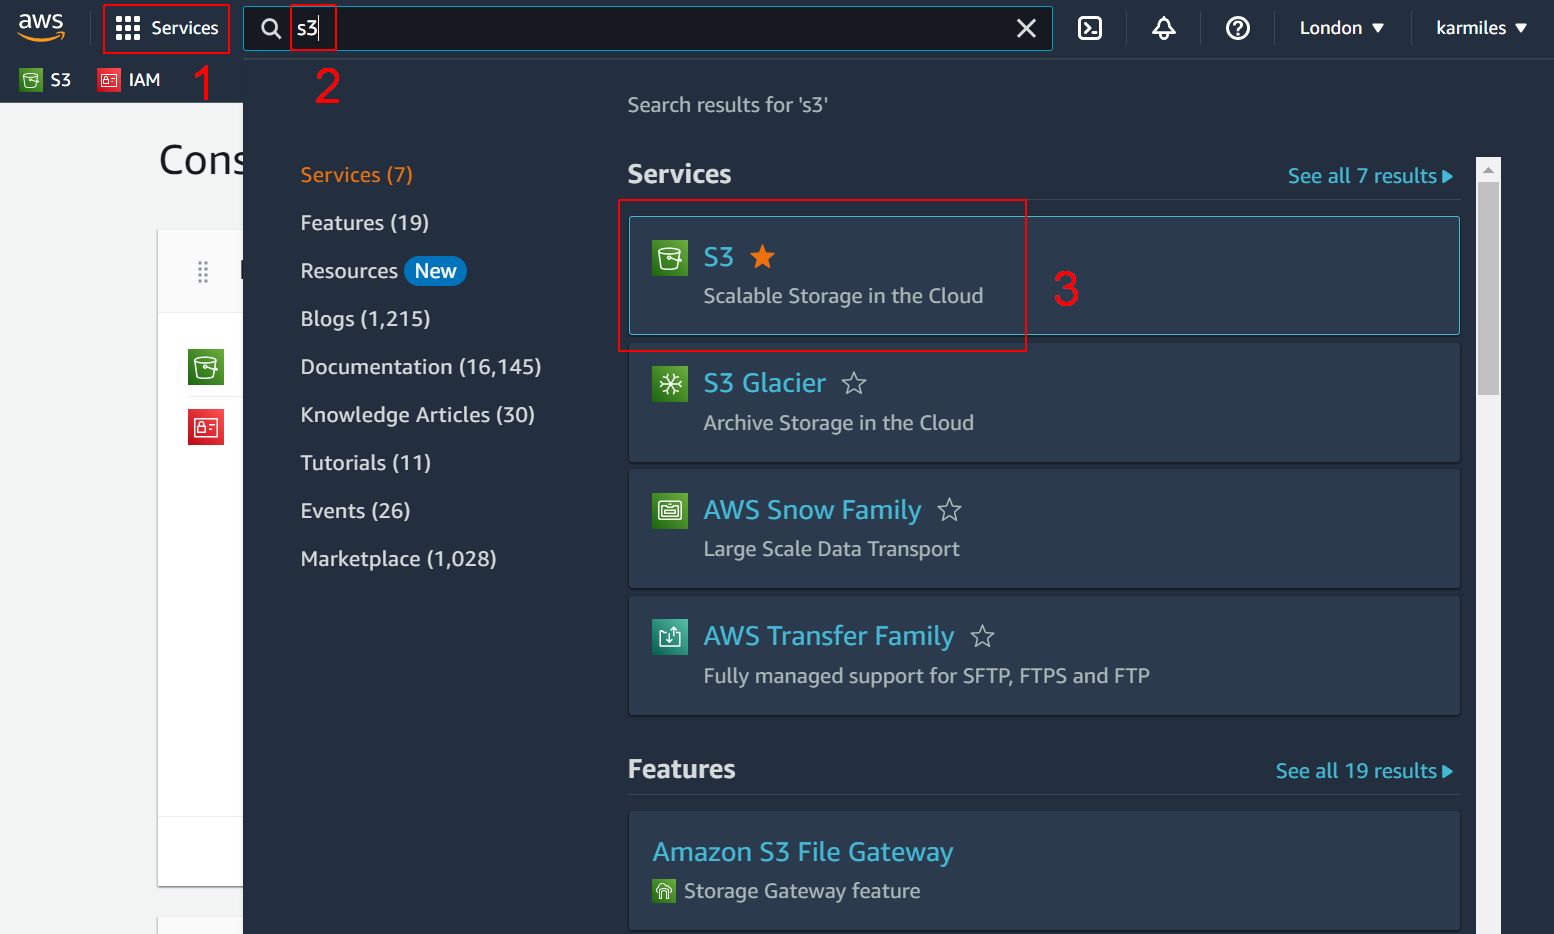 aws
Services
s3
London
karmiles
S3
IAM
1
2
Search results for 's3'
Cons
Services (7)
Features (19)
Resources New
Blogs (1,215)
Documentation (16,145)
Knowledge Articles (30)
Tutorials (11)
Events (26)
Marketplace (1,028)
Services
See all 7 results
S3
Scalable Storage in the Cloud
3
S3 Glacier
Archive Storage in the Cloud
AWS Snow Family
Large Scale Data Transport
AWS Transfer Family
Fully managed support for SFTP, FTPS and FTP
Features
See all 19 results
Amazon S3 File Gateway
Storage Gateway feature